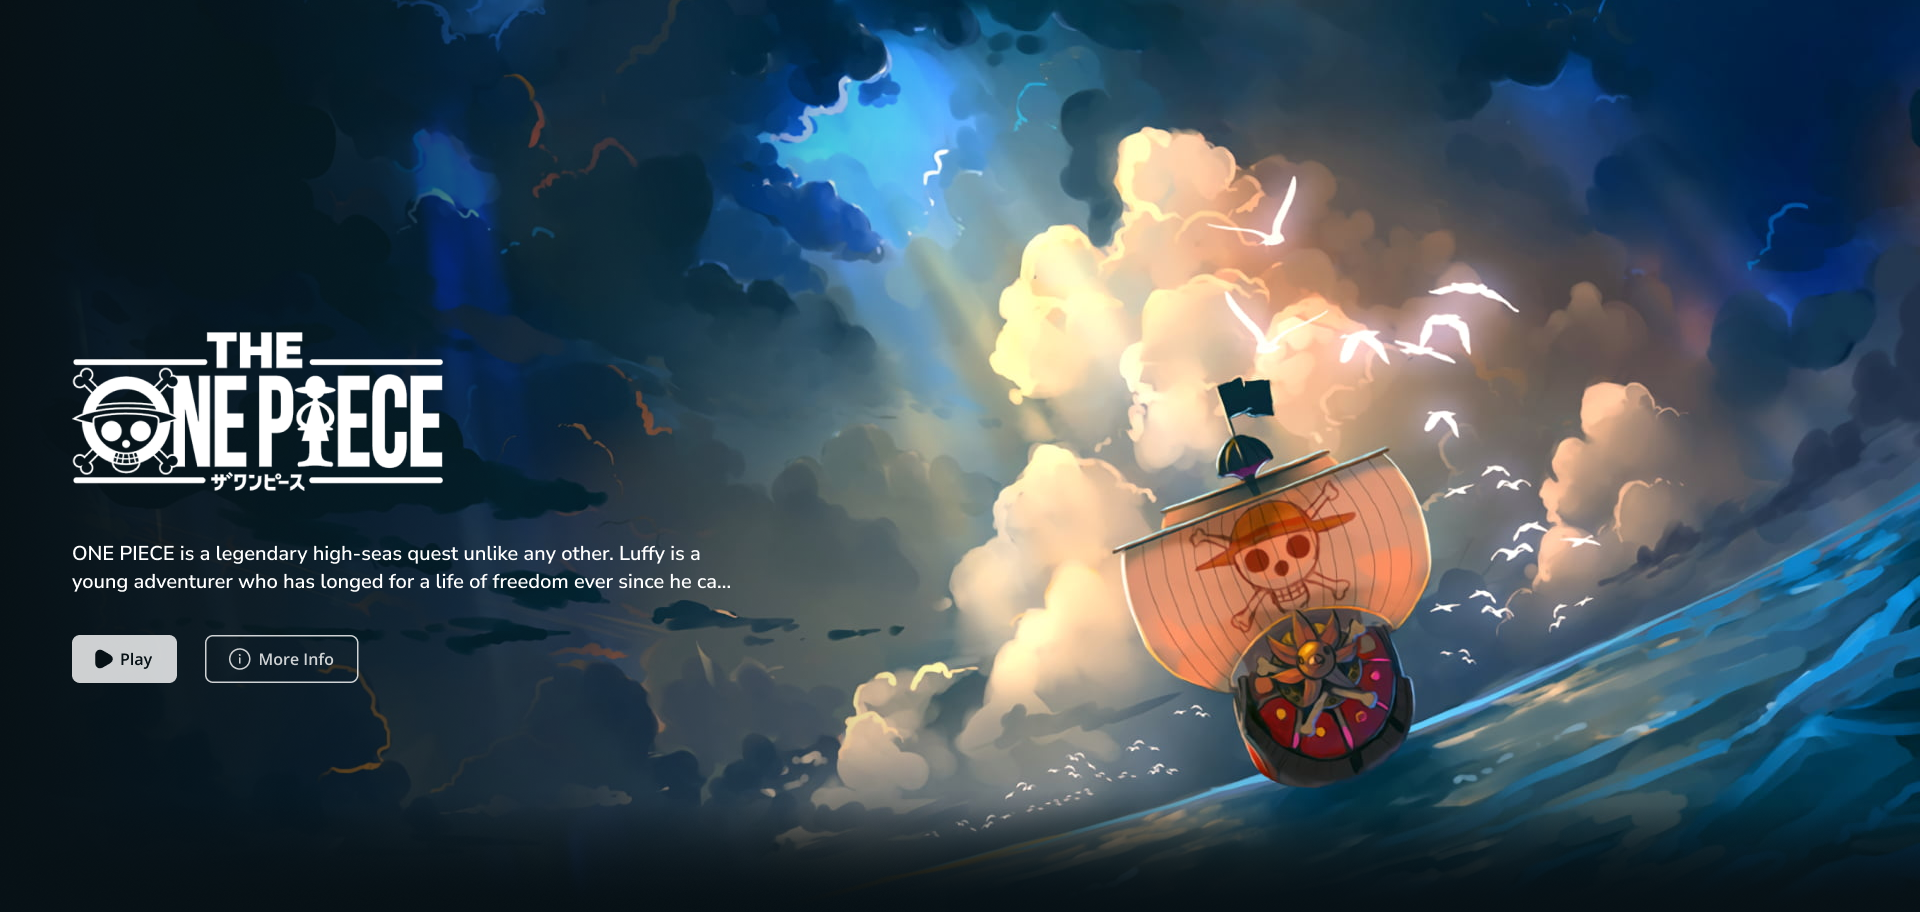 THE
ONE PIECE
ザワンピース
ONE PIECE is a legendary high-seas quest unlike any other. Luffy is a
young adventurer who has longed for a life of freedom ever since he ca...
Play
More Info